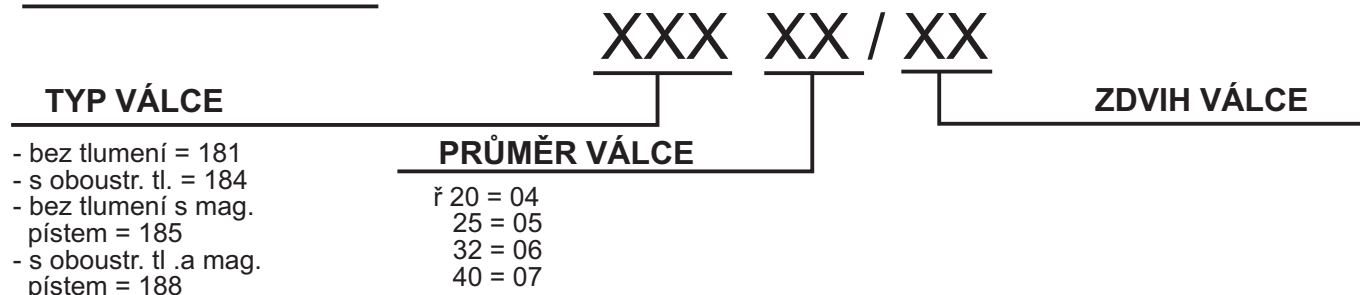 XXX XX / XX
TYP VÁLCE
ZDVIH VÁLCE
- bez tlumení = 181
- s oboustr. tl. = 184
- bez tlumení s mag.
pístem = 185
- s oboustr. tl .a mag.
pístem = 188
PRŮMĚR VÁLCE
ř 20 = 04
25 = 05
32 = 06
40 = 07